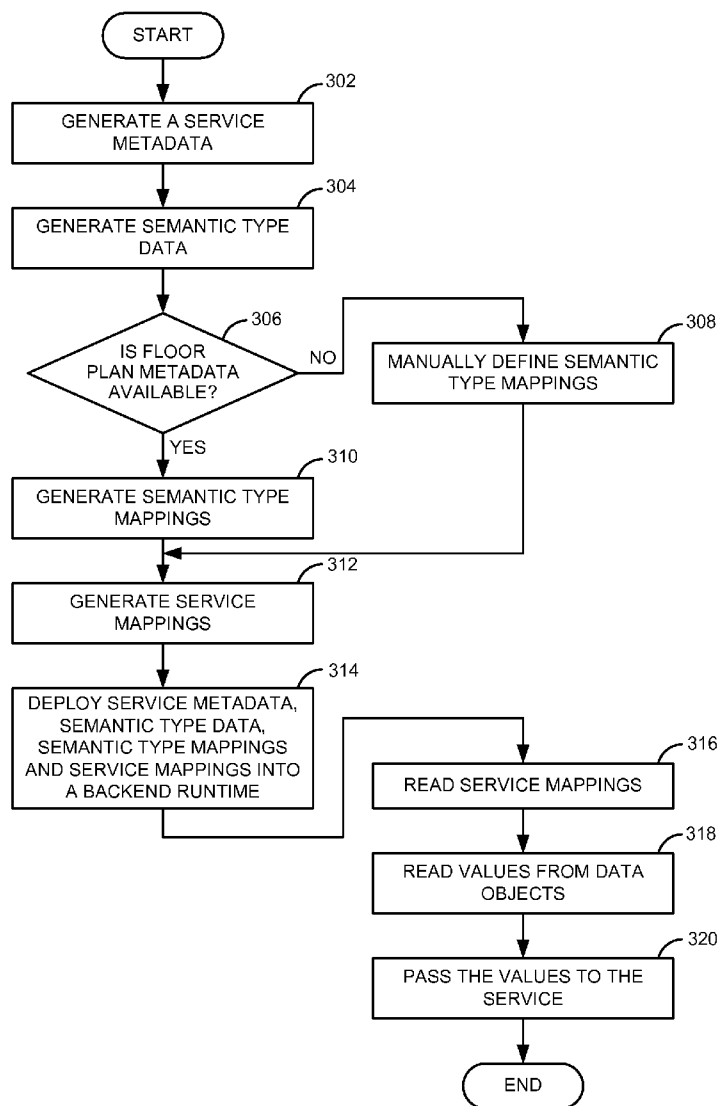 START
302
GENERATE A SERVICE
METADATA
304
GENERATE SEMANTIC TYPE
DATA
306
IS FLOOR
PLAN METADATA
AVAILABLE?
NO
308
MANUALLY DEFINE SEMANTIC
TYPE MAPPINGS
YES
310
GENERATE SEMANTIC TYPE
MAPPINGS
312
GENERATE SERVICE
MAPPINGS
314
DEPLOY SERVICE METADATA,
SEMANTIC TYPE DATA,
SEMANTIC TYPE MAPPINGS
AND SERVICE MAPPINGS INTO
A BACKEND RUNTIME
316
READ SERVICE MAPPINGS
318
READ VALUES FROM DATA
OBJECTS
320
PASS THE VALUES TO THE
SERVICE
END